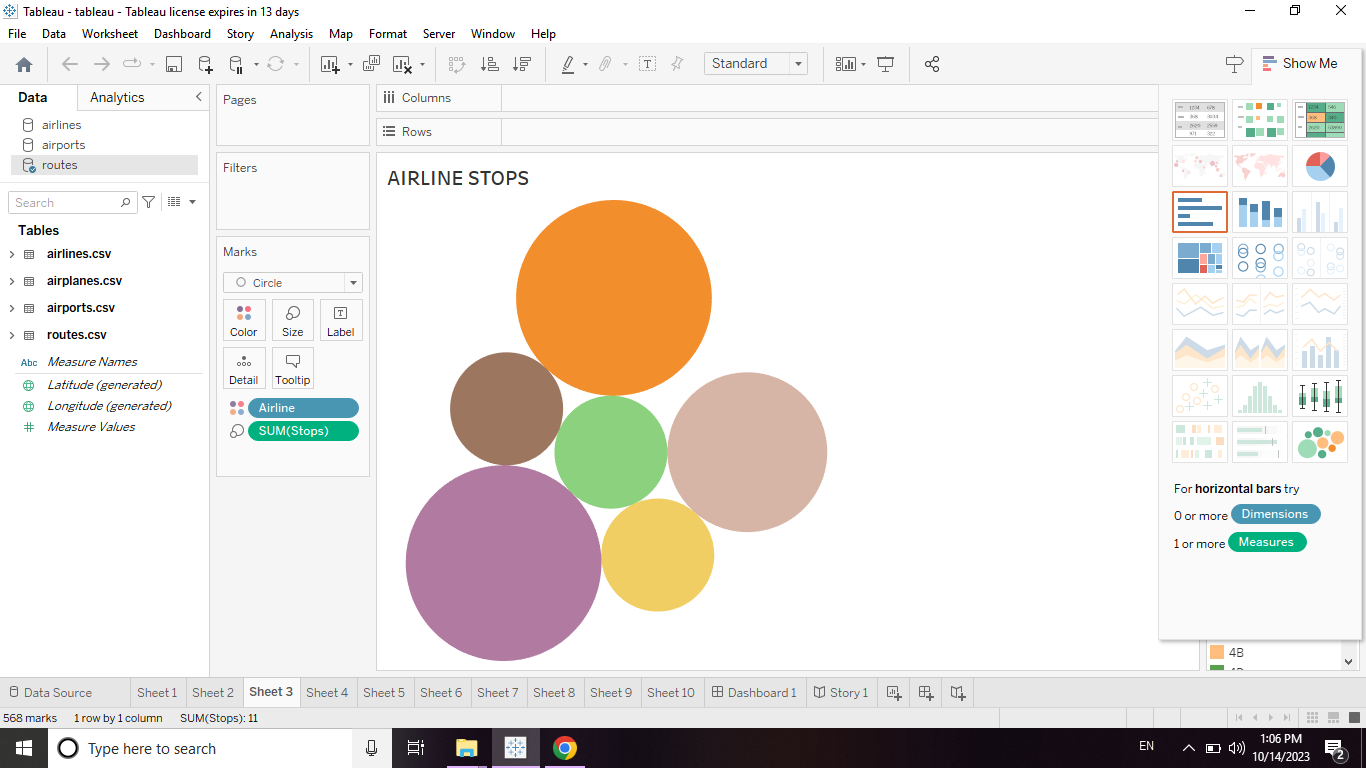 Tableau - tableau - Tableau license expires in 13 days
File Data Worksheet Dashboard Story Analysis Map Format Server Window Help
Standard
Show Me
Data Analytics
airlines
airports
routes
Search
Tables
airlines.csv
airplanes.csv
airports.csv
routes.csv
Abc Measure Names
Latitude (generated)
Longitude (generated)
Measure Values
Pages
Filters
Marks
Circle
Color Size Label
Detail Tooltip
Airline
SUM(Stops)
Columns
Rows
AIRLINE STOPS
For horizontal bars try
0 or more Dimensions
1 or more Measures
4B
Data Source Sheet 1 Sheet 2 Sheet 3 Sheet 4 Sheet 5 Sheet 6 Sheet 7 Sheet 8 Sheet 9 Sheet 10 Dashboard 1 Story 1
568 marks 1 row by 1 column SUM(Stops): 11
Type here to search
EN
1:06 PM
10/14/2023
2